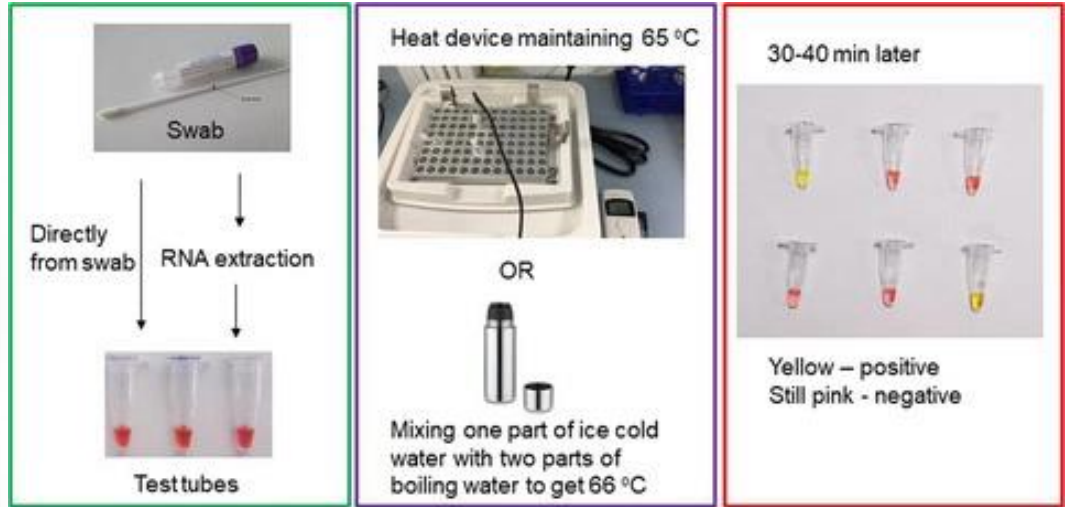 Swab
Directly
from swab
RNA extraction
Test tubes
Heat device maintaining 65 ⁰C
OR
Mixing one part of ice cold
water with two parts of
boiling water to get 66 ⁰C
30-40 min later
Yellow – positive
Still pink - negative